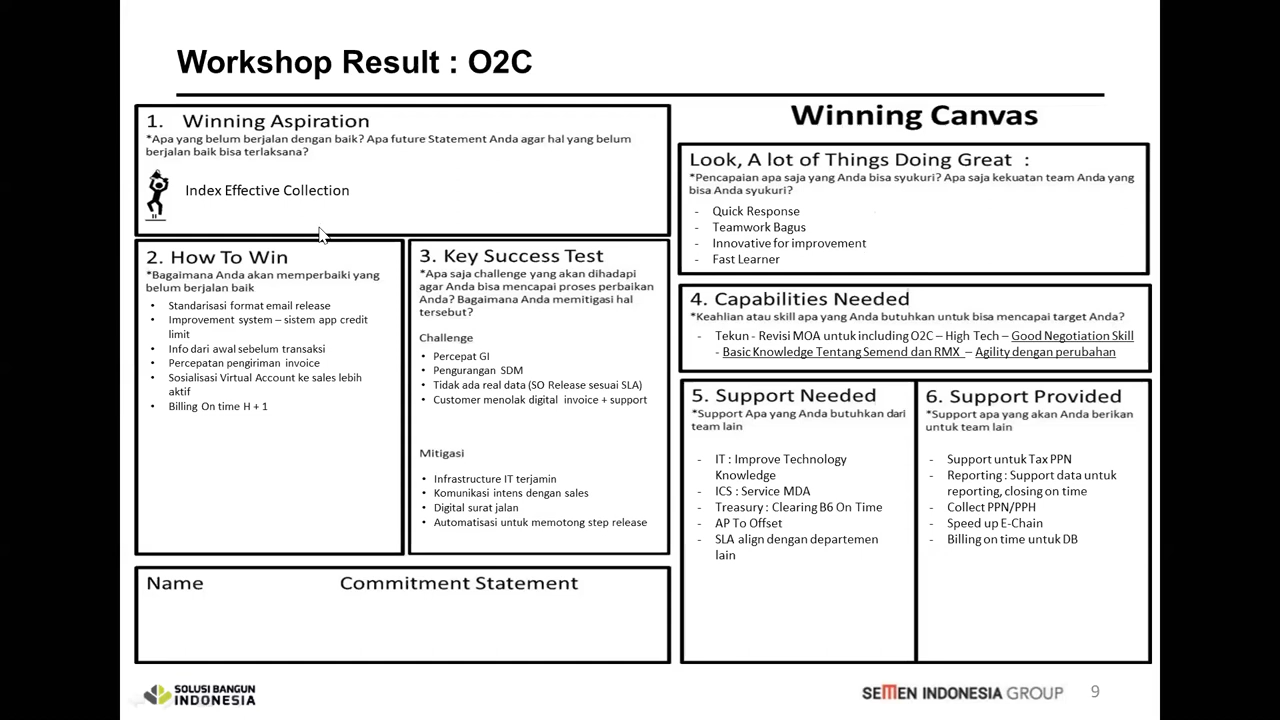 Workshop Result : O2C
1. Winning Aspiration
*Apa yang belum berjalan dengan baik? Apa future Statement Anda agar hal yang belum
berjalan baik bisa terlaksana?
Index Effective Collection
2. How To Win
*Bagaimana Anda akan memperbaiki yang
belum berjalan baik
• Standarisasi format email release
• Improvement system – sistem app credit
limit
• Info dari awal sebelum transaksi
• Percepatan pengiriman invoice
• Sosialisasi Virtual Account ke sales lebih
aktif
• Billing On time H + 1
3. Key Success Test
*Apa saja challenge yang akan dihadapi
agar Anda bisa mencapai proses perbaikan
Anda? Bagaimana Anda memitigasi hal
tersebut?
Challenge
• Percepat GI
• Pengurangan SDM
• Tidak ada real data (SO Release sesuai SLA)
• Customer menolak digital invoice + support
Mitigasi
• Infrastructure IT terjamin
• Komunikasi intens dengan sales
• Digital surat jalan
• Automatisasi untuk memotong step release
Name Commitment Statement
Winning Canvas
Look, A lot of Things Doing Great :
*Pencapaian apa saja yang Anda bisa syukuri? Apa saja kekuatan team Anda yang
bisa Anda syukuri?
- Quick Response
- Teamwork Bagus
- Innovative for improvement
- Fast Learner
4. Capabilities Needed
*Keahlian atau skill apa yang Anda butuhkan untuk bisa mencapai target Anda?
- Tekun - Revisi MOA untuk including O2C – High Tech – Good Negotiation Skill
- Basic Knowledge Tentang Semend dan RMX – Agility dengan perubahan
5. Support Needed
*Support Apa yang Anda butuhkan dari
team lain
- IT : Improve Technology
Knowledge
- ICS : Service MDA
- Treasury : Clearing B6 On Time
- AP To Offset
- SLA align dengan departemen
lain
6. Support Provided
*Support apa yang akan Anda berikan
untuk team lain
- Support untuk Tax PPN
- Reporting : Support data untuk
reporting, closing on time
- Collect PPN/PPH
- Speed up E-Chain
- Billing on time untuk DB
SOLUSI BANGUN
INDONESIA
SEMEN INDONESIA GROUP
9